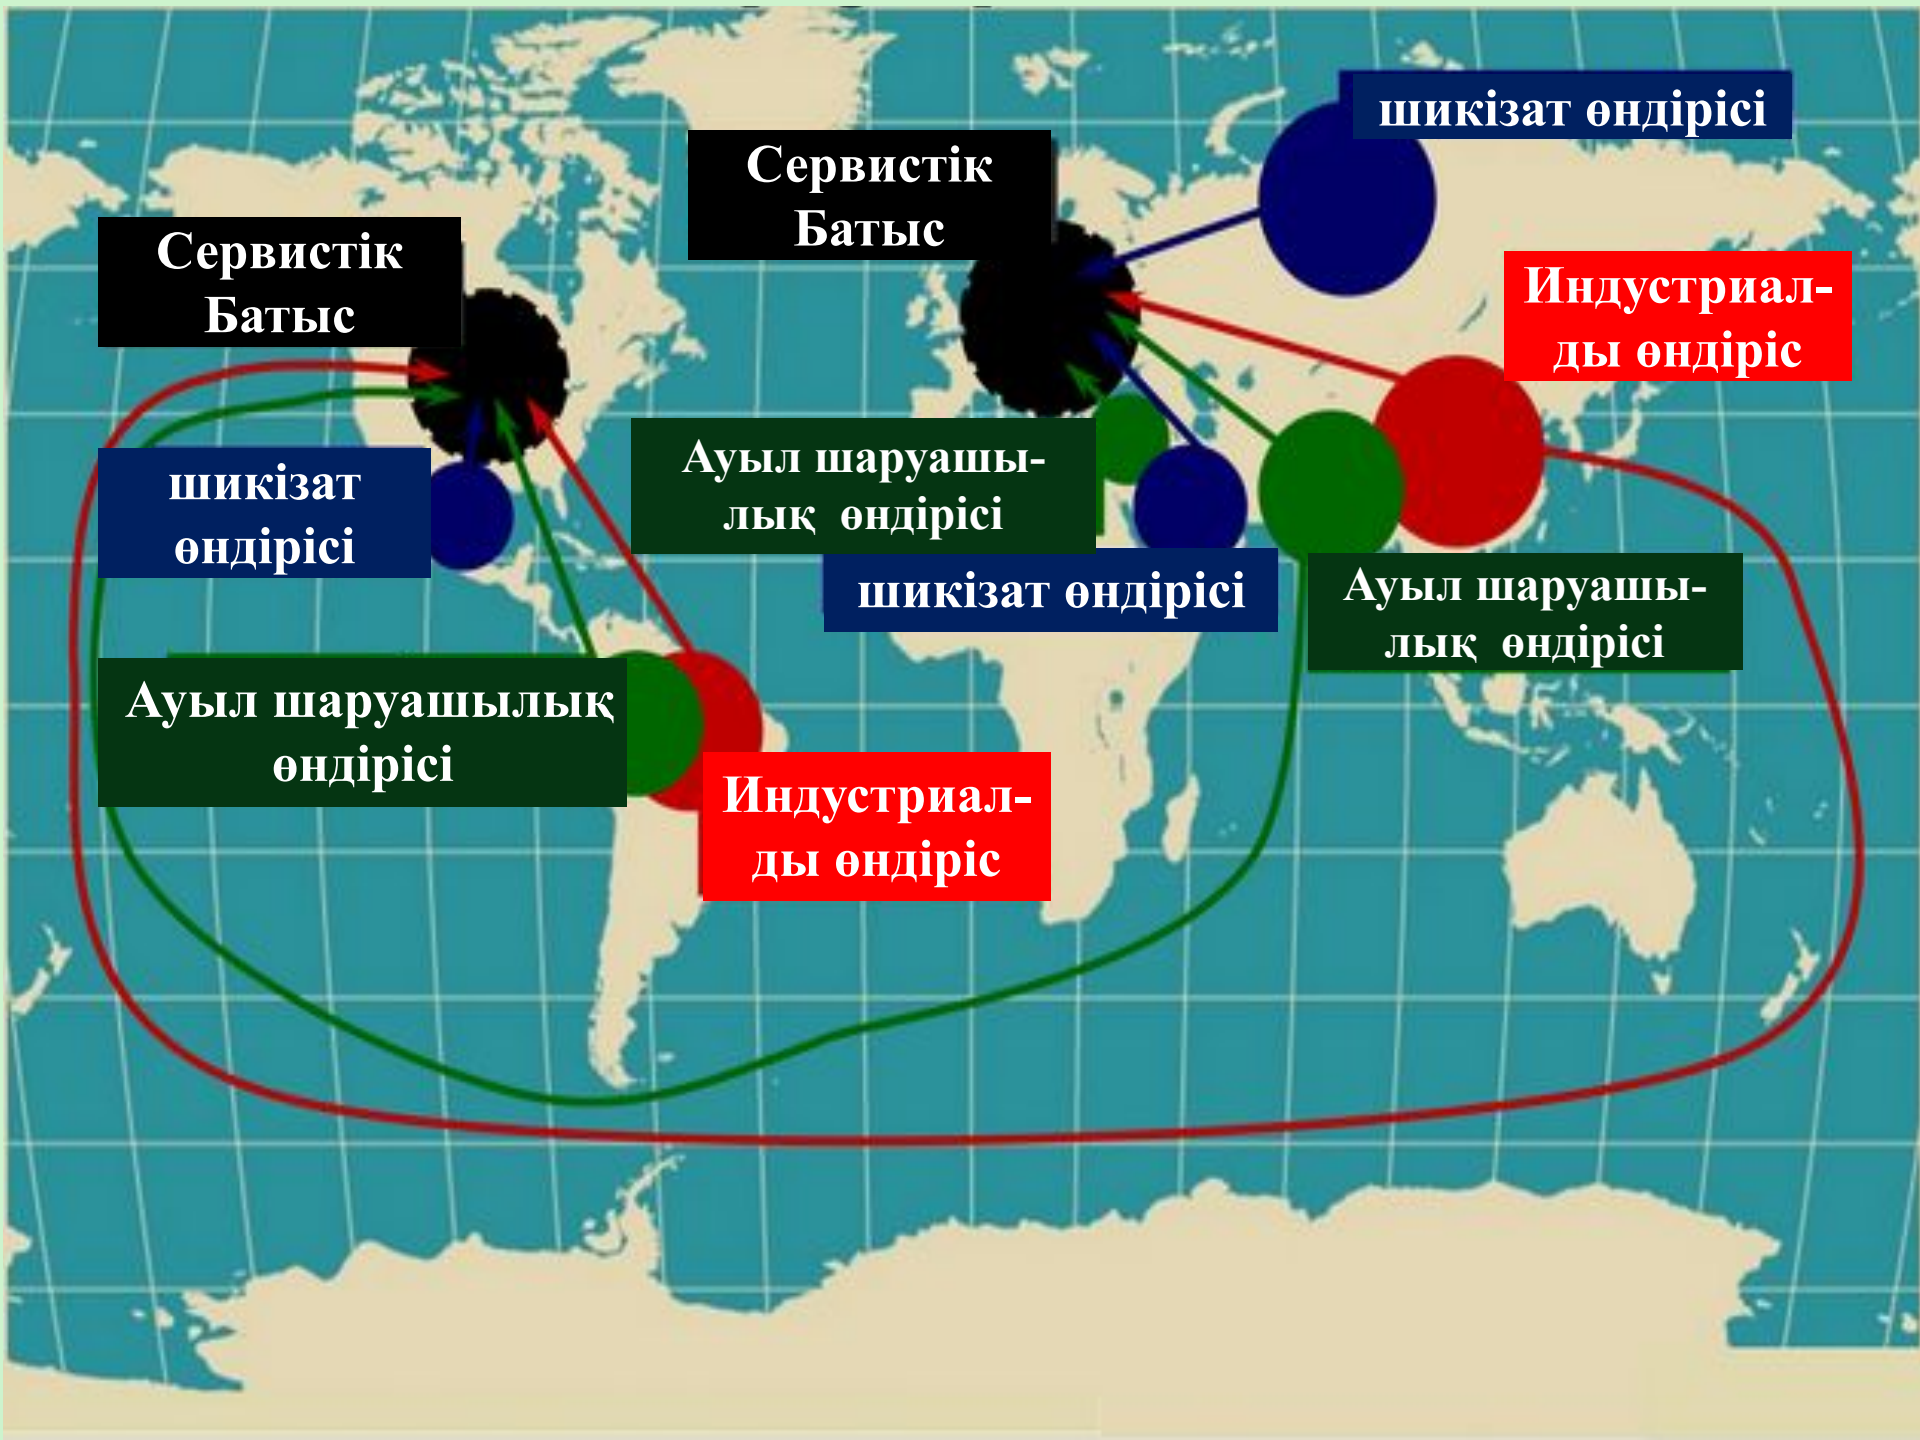 шикізат өндірісі
Сервистік
Батыс
Сервистік
Батыс
Индустриал-
ды өндіріс
Ауыл шаруашы-
лық өндірісі
шикізат
өндірісі
шикізат өндірісі
Ауыл шаруашы-
лық өндірісі
Ауыл шаруашылық
өндірісі
Индустриал-
ды өндіріс